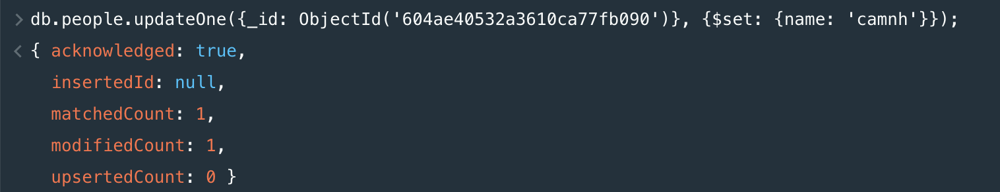 > db.people.updateOne({_id: ObjectId('604ae40532a3610ca77fb090')}, {$set: {name: 'camnh'}});
< { acknowledged: true,
insertedId: null,
matchedCount: 1,
modifiedCount: 1,
upsertedCount: 0 }